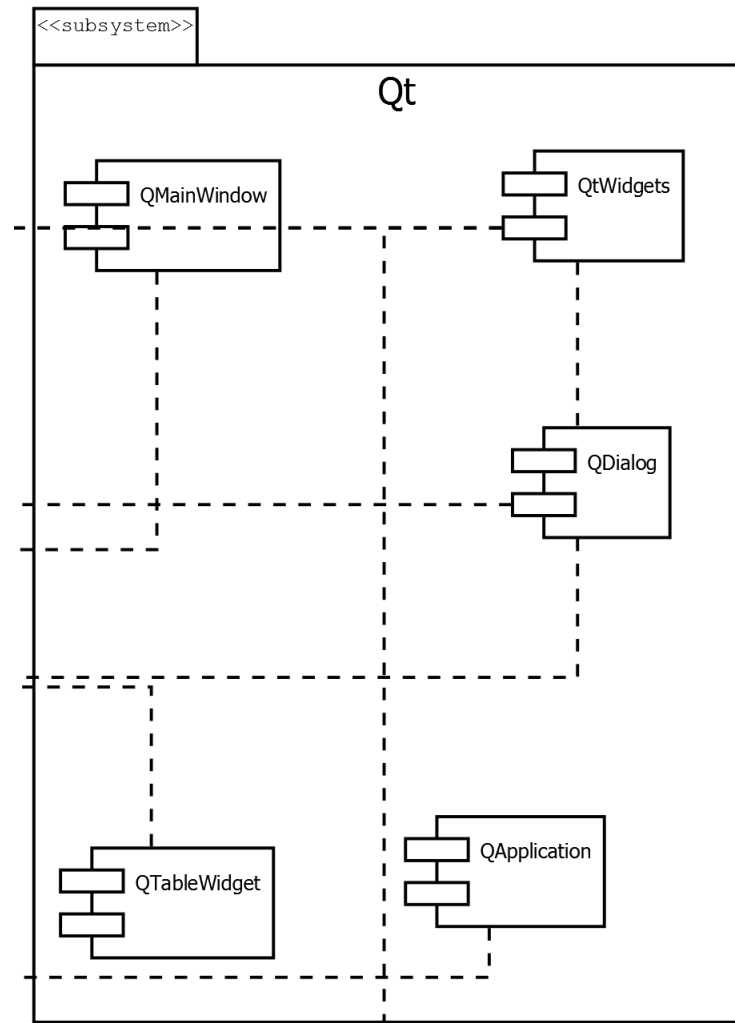 <<subsystem>>
Qt
QMainWindow
QtWidgets
QDialog
QApplication
QTableWidget